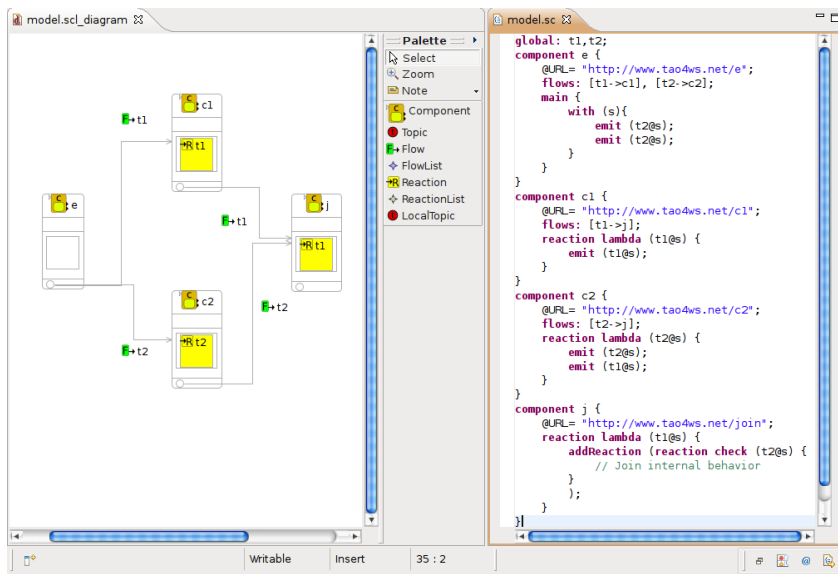 model.scl_diagram
Palette
Select
Zoom
Note
Component
Topic
Flow
FlowList
Reaction
ReactionList
LocalTopic
C ; c1
F t1
R t1
C ; e
F t1
C ; j
R t1
C ; c2
F t2
F t2
R t2
model.sc
global: t1,t2;
component e {
@URL= "http://www.tao4ws.net/e";
flows: [t1->c1], [t2->c2];
main {
with (s){
emit (t2@s);
emit (t2@s);
}
}
}
component c1 {
@URL= "http://www.tao4ws.net/c1";
flows: [t1->j];
reaction lambda (t1@s) {
emit (t1@s);
}
}
component c2 {
@URL= "http://www.tao4ws.net/c2";
flows: [t2->j];
reaction lambda (t2@s) {
emit (t2@s);
emit (t1@s);
}
}
component j {
@URL= "http://www.tao4ws.net/join";
reaction lambda (t1@s) {
addReaction (reaction check (t2@s) {
// Join internal behavior
}
);
}
}
Writable
Insert
35 : 2